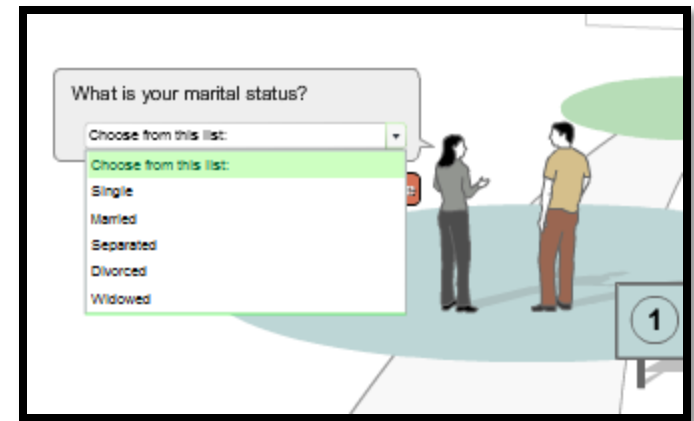 What is your marital status?
Choose from this list:
Choose from this list:
Single
Married
Separated
Divorced
Widowed
1